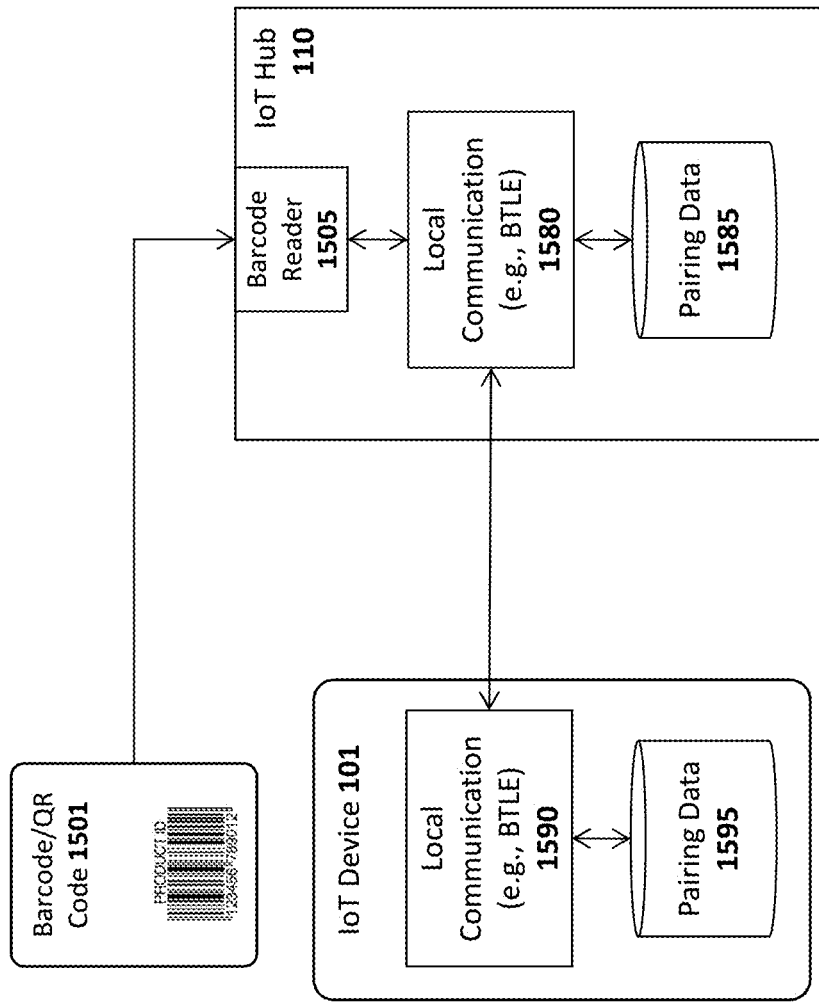 Barcode/QR
Code 1501
PRODUCT ID
IoT Device 101
Local
Communication
(e.g., BTLE)
1590
Pairing Data
1595
IoT Hub
110
Barcode
Reader
1505
Local
Communication
(e.g., BTLE)
1580
Pairing Data
1585